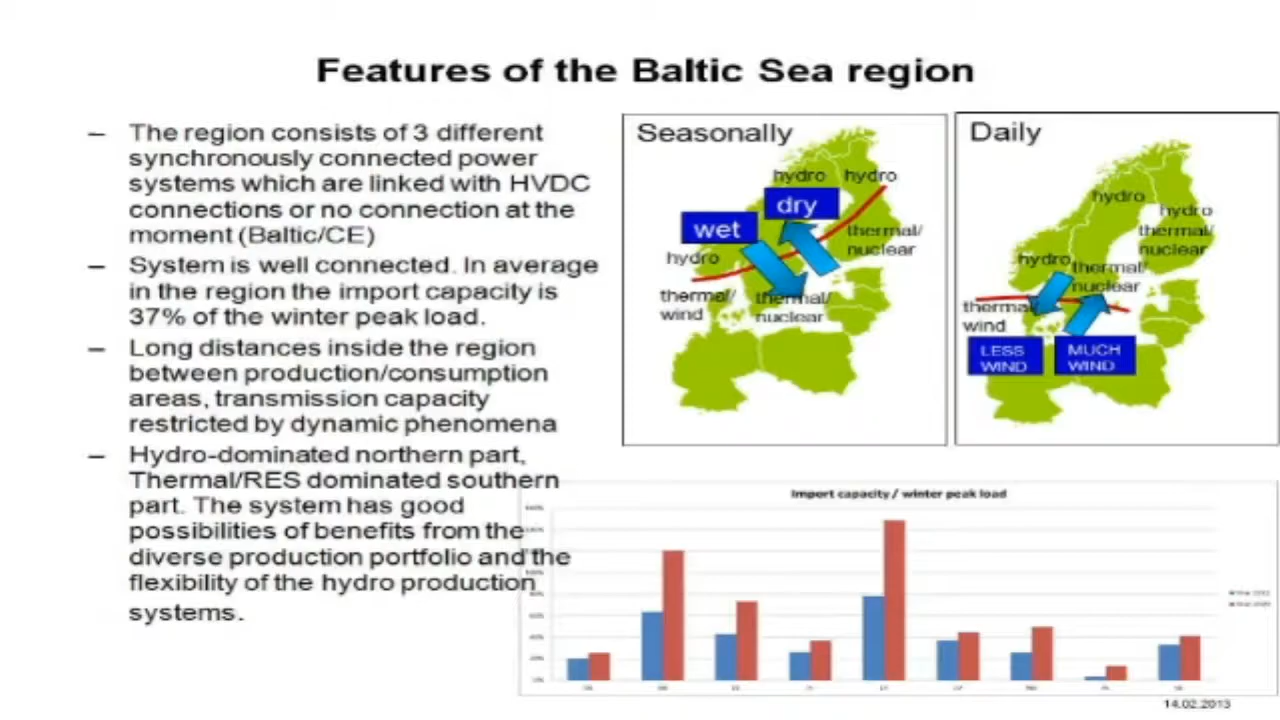 Features of the Baltic Sea region
– The region consists of 3 different
synchronously connected power
systems which are linked with HVDC
connections or no connection at the
moment (Baltic/CE)
– System is well connected. In average
in the region the import capacity is
37% of the winter peak load.
– Long distances inside the region
between production/consumption
areas, transmission capacity
restricted by dynamic phenomena
– Hydro-dominated northern part,
Thermal/RES dominated southern
part. The system has good
possibilities of benefits from the
diverse production portfolio and the
flexibility of the hydro production
systems.
Seasonally
hydro hydro
dry
wet
thermal/
nuclear
hydro
thermal/
wind
thermal/
nuclear
Daily
hydro
hydro
thermal/
nuclear
hydro
thermal/
nuclear
thermal/
wind
LESS
WIND
MUCH
WIND
Import capacity / winter peak load
14.02.2013